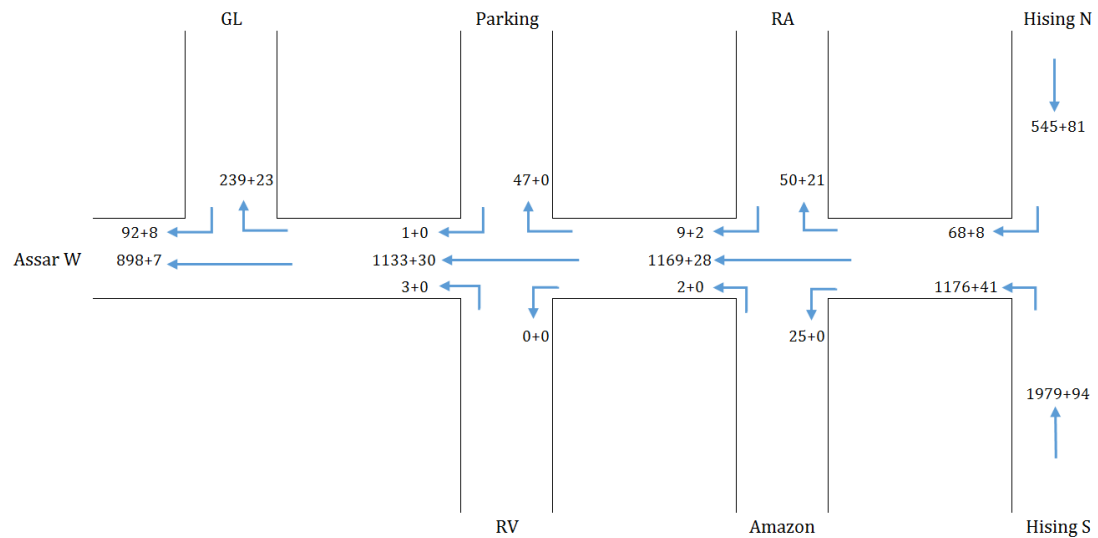 GL
Parking
RA
Hising N
545+81
239+23
47+0
50+21
92+8
1+0
9+2
68+8
Assar W
898+7
1133+30
1169+28
3+0
2+0
1176+41
0+0
25+0
1979+94
RV
Amazon
Hising S